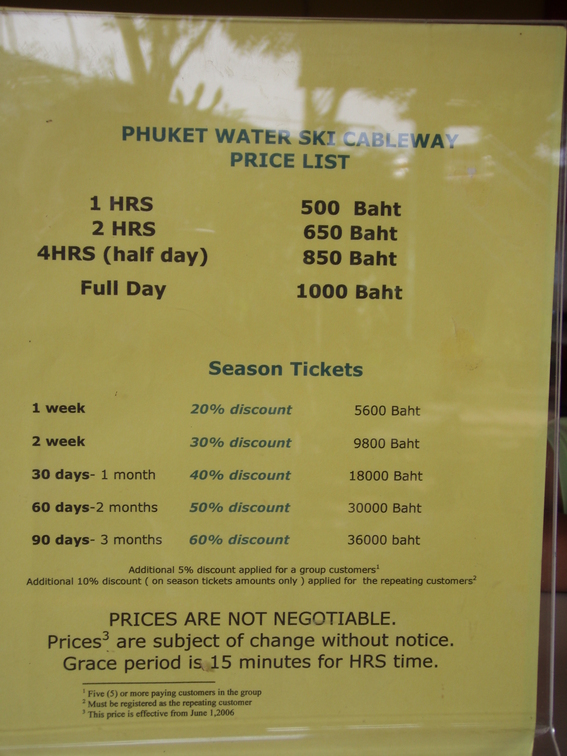 PHUKET WATER SKI CABLEWAY
PRICE LIST
1 HRS 500 Baht
2 HRS 650 Baht
4HRS (half day) 850 Baht
Full Day 1000 Baht
Season Tickets
1 week 20% discount 5600 Baht
2 week 30% discount 9800 Baht
30 days- 1 month 40% discount 18000 Baht
60 days-2 months 50% discount 30000 Baht
90 days- 3 months 60% discount 36000 baht
Additional 5% discount applied for a group customers¹
Additional 10% discount ( on season tickets amounts only ) applied for the repeating customers²
PRICES ARE NOT NEGOTIABLE.
Prices³ are subject of change without notice.
Grace period is 15 minutes for HRS time.
¹ Five (5) or more paying customers in the group
² Must be registered as the repeating customer
³ This price is effective from June 1,2006